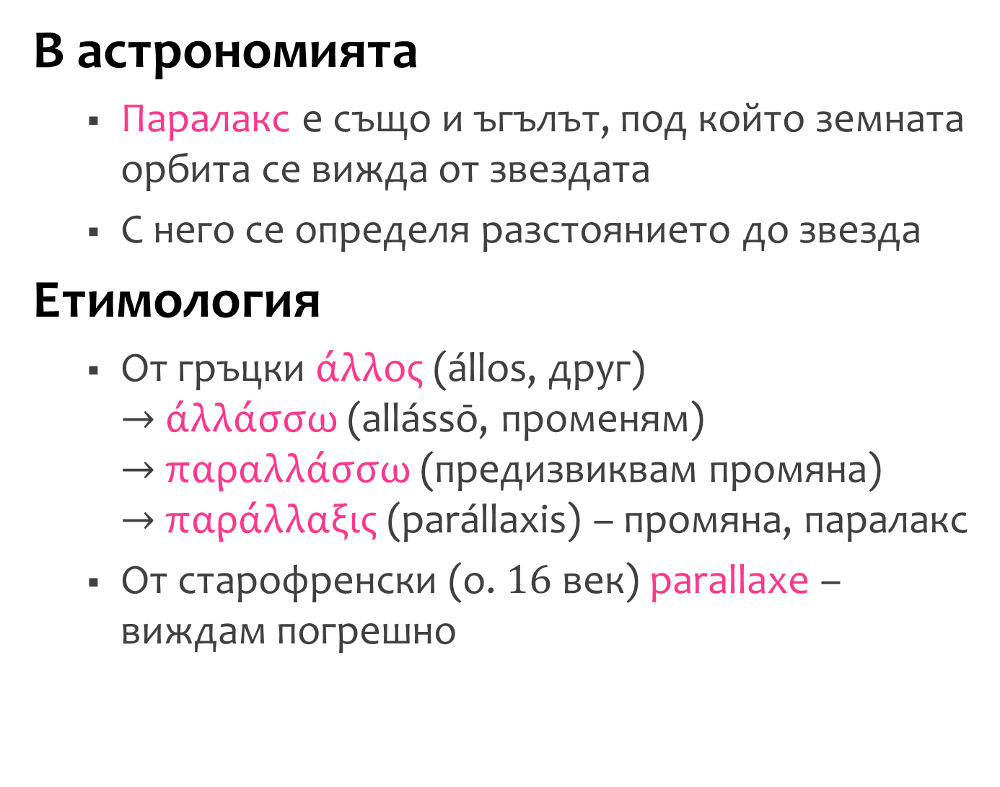 В астрономията
▪ Паралакс е също и ъгълът, под който земната
орбита се вижда от звездата
▪ С него се определя разстоянието до звезда
Етимология
▪ От гръцки άλλος (állos, друг)
→ άλλάσσω (allássō, променям)
→ παραλλάσσω (предизвиквам промяна)
→ παράλλαξις (parállaxis) – промяна, паралакс
▪ От старофренски (о. 16 век) parallaxe –
виждам погрешно